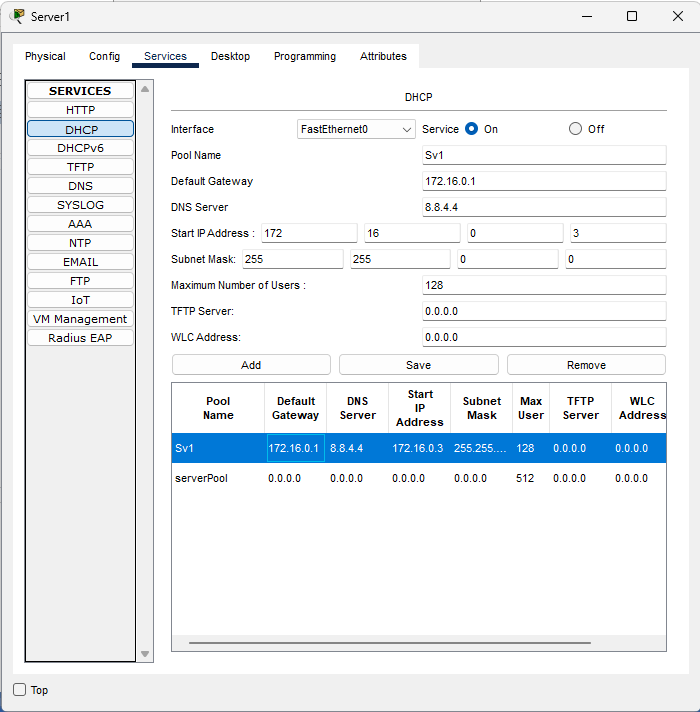 Server1
Physical Config Services Desktop Programming Attributes
SERVICES
HTTP
DHCP
DHCPv6
TFTP
DNS
SYSLOG
AAA
NTP
EMAIL
FTP
IoT
VM Management
Radius EAP
DHCP
Interface FastEthernet0 Service On Off
Pool Name Sv1
Default Gateway 172.16.0.1
DNS Server 8.8.4.4
Start IP Address : 172 16 0 3
Subnet Mask: 255 255 0 0
Maximum Number of Users : 128
TFTP Server: 0.0.0.0
WLC Address: 0.0.0.0
Add Save Remove
Pool Name Default Gateway DNS Server Start IP Address Subnet Mask Max User TFTP Server WLC Address
Sv1 172.16.0.1 8.8.4.4 172.16.0.3 255.255.... 128 0.0.0.0 0.0.0.0
serverPool 0.0.0.0 0.0.0.0 0.0.0.0 0.0.0.0 512 0.0.0.0 0.0.0.0
Top